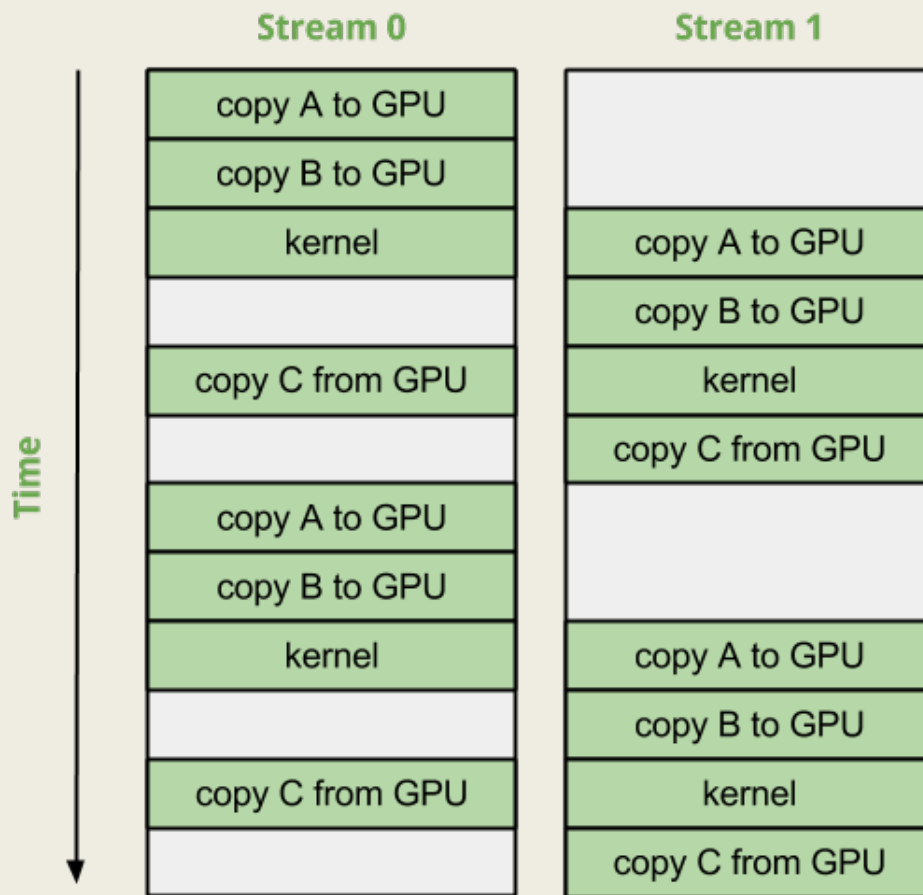 Stream 0
Stream 1
Time
copy A to GPU
copy B to GPU
kernel
copy C from GPU
copy A to GPU
copy B to GPU
kernel
copy C from GPU
copy A to GPU
copy B to GPU
kernel
copy C from GPU
copy A to GPU
copy B to GPU
kernel
copy C from GPU